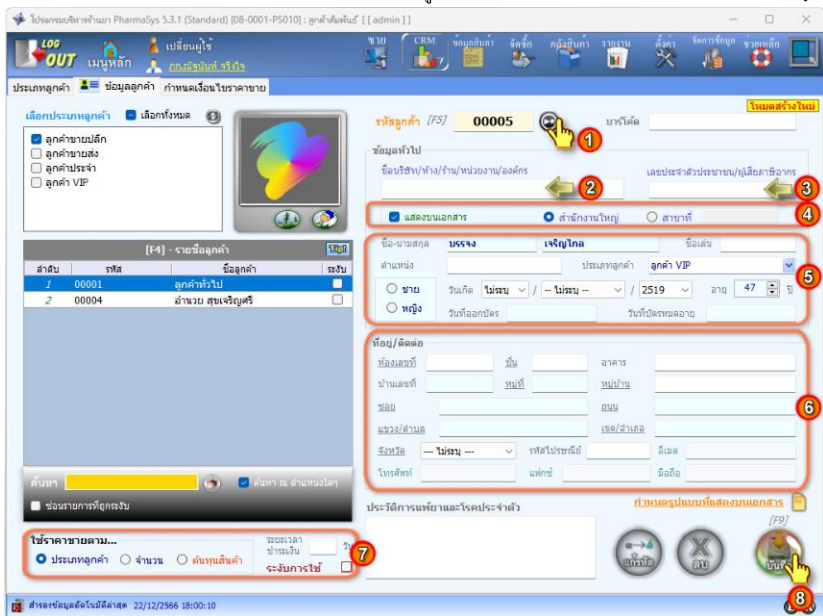 โปรแกรมบริหารร้านยา PharmaSys 5.3.1 (Standard) [08-0001-PS010] : ลูกค้าสัมพันธ์ [[ admin ]]
LOG OUT
เมนูหลัก
เปลี่ยนผู้ใช้
ขาย
CRM
ข้อมูลสินค้า
จัดซื้อ
คลังสินค้า
รายงาน
ตั้งค่า
จัดการข้อมูล
ช่วยเหลือ
ประเภทลูกค้า
ข้อมูลลูกค้า
กำหนดเงื่อนไขราคาขาย
โหมดสร้างใหม่
เลือกประเภทลูกค้า
เลือกทั้งหมด
ลูกค้าขายปลีก
ลูกค้าขายส่ง
ลูกค้าประจำ
ลูกค้า VIP
รหัสลูกค้า [F5] 00005
บาร์โค้ด
1
ข้อมูลทั่วไป
ชื่อบริษัท/ห้าง/ร้าน/หน่วยงาน/องค์กร
เลขประจำตัวประชาชน/ผู้เสียภาษีอากร
2
3
แสดงบนเอกสาร
สำนักงานใหญ่
สาขาที่
4
[F4] - รายชื่อลูกค้า
ลำดับ รหัส ชื่อลูกค้า ระงับ
1 00001 ลูกค้าทั่วไป
2 00004 อำนวย สุขเจริญศรี
ชื่อ-นามสกุล บรรจง เจริญไกล ชื่อเล่น
ตำแหน่ง ประเภทลูกค้า ลูกค้า VIP
5
ชาย
วันเกิด ไม่ระบุ / -- ไม่ระบุ -- / 2519 อายุ 47 ปี
หญิง
วันที่ออกบัตร วันที่บัตรหมดอายุ
ที่อยู่/ติดต่อ
ห้องเลขที่ ชั้น อาคาร
บ้านเลขที่ หมู่ที่ หมู่บ้าน
ซอย ถนน
6
แขวง/ตำบล เขต/อำเภอ
จังหวัด --- ไม่ระบุ --- รหัสไปรษณีย์ อีเมล
โทรศัพท์ แฟกซ์ มือถือ
ค้นหา
ค้นหา ณ ตำแหน่งใดๆ
ซ่อนรายการที่ถูกระงับ
ประวัติการแพ้ยาและโรคประจำตัว
กำหนดรูปแบบที่แสดงบนเอกสาร
[F9]
ใช้ราคาขายตาม...
ระยะเวลา
ชำระเงิน
ประเภทลูกค้า
จำนวน
ต้นทุนสินค้า
ระงับการใช้
7
แก้รหัส
ลบ
บันทึก
8
สำรองข้อมูลอัตโนมัติล่าสุด 22/12/2566 18:00:10